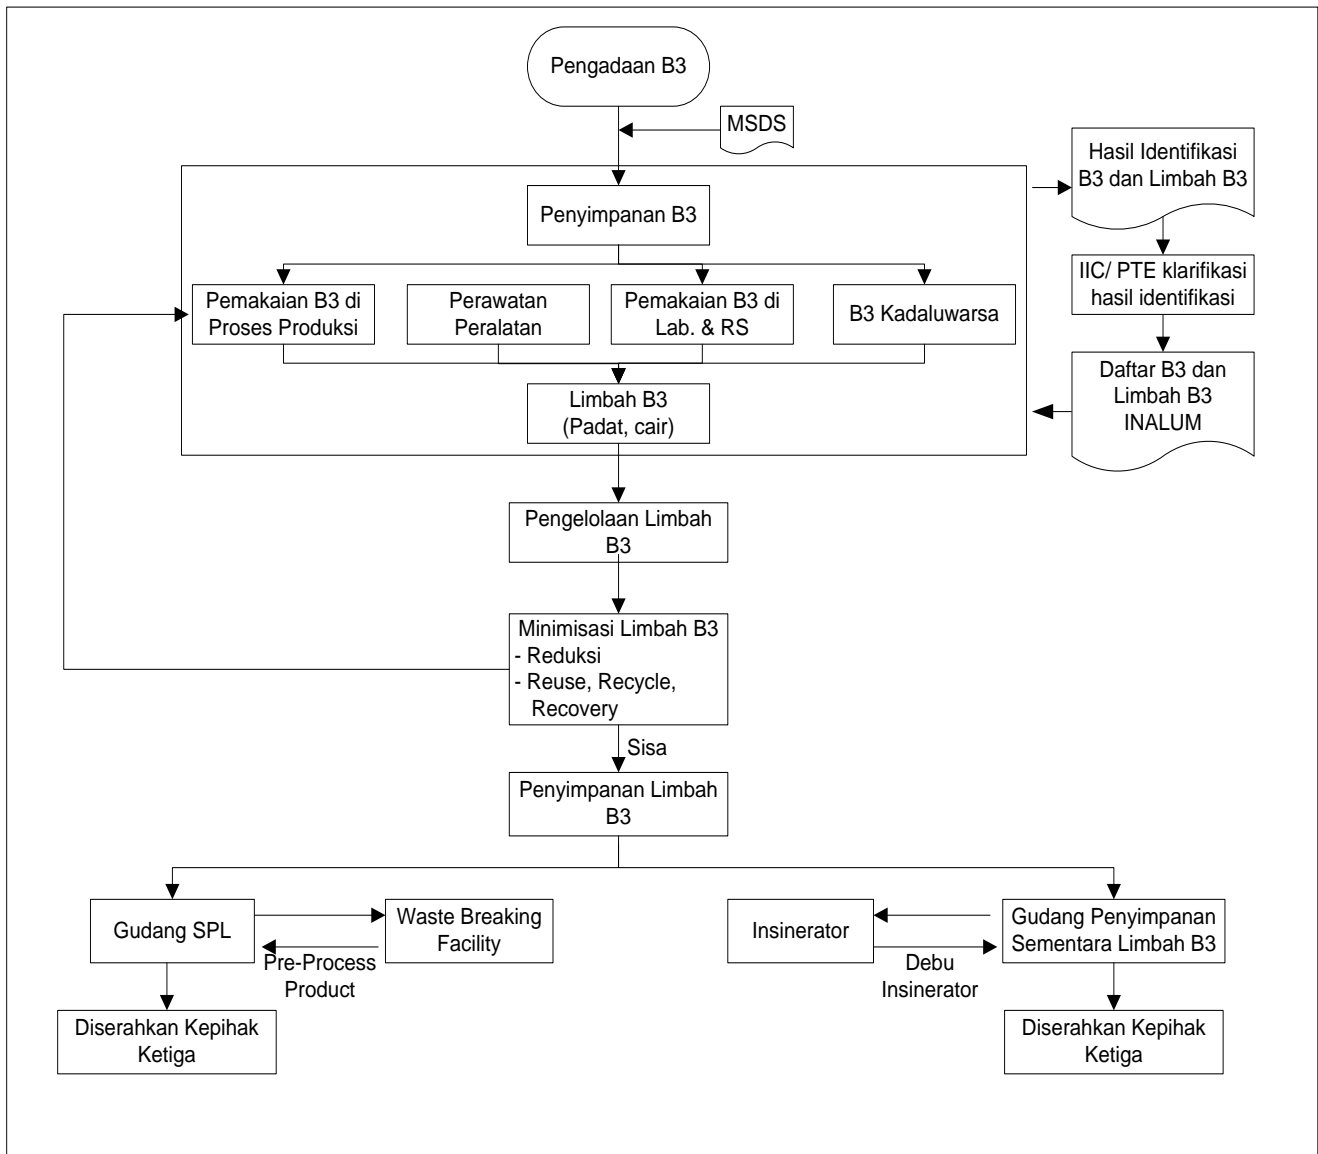 Pengadaan B3
MSDS
Hasil Identifikasi
B3 dan Limbah B3
Penyimpanan B3
IIC/ PTE klarifikasi
hasil identifikasi
Pemakaian B3 di
Proses Produksi
Perawatan
Peralatan
Pemakaian B3 di
Lab. & RS
B3 Kadaluwarsa
Daftar B3 dan
Limbah B3
INALUM
Limbah B3
(Padat, cair)
Pengelolaan Limbah
B3
Minimisasi Limbah B3
- Reduksi
- Reuse, Recycle,
Recovery
Sisa
Penyimpanan Limbah
B3
Gudang SPL
Waste Breaking
Facility
Pre-Process
Product
Insinerator
Debu
Insinerator
Gudang Penyimpanan
Sementara Limbah B3
Diserahkan Kepihak
Ketiga
Diserahkan Kepihak
Ketiga